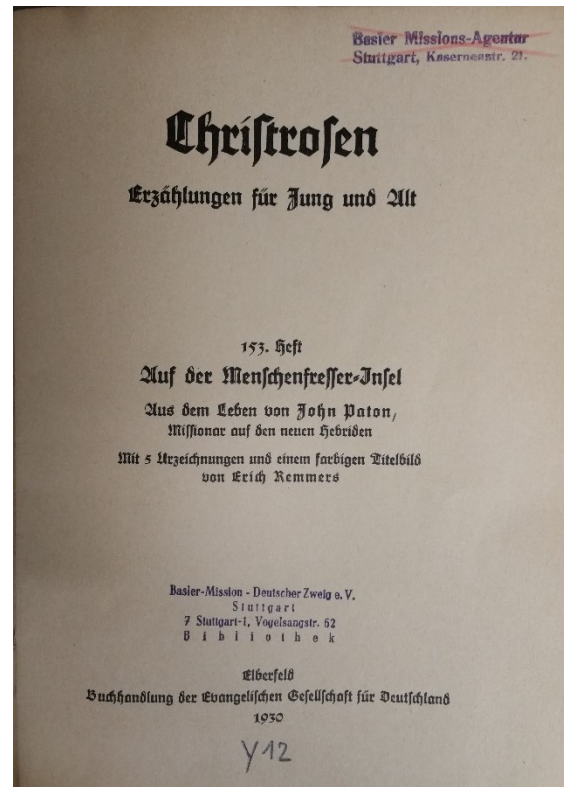 Basler Missions-Agentur
Stuttgart, Kasernenstr. 21.
Christrosen
Erzählungen für Jung und Alt
153. Heft
Auf der Menschenfresser-Insel
Aus dem Leben von John Paton,
Missionar auf den neuen Hebriden
Mit 5 Urzeichnungen und einem farbigen Titelbild
von Erich Remmers
Basler-Mission - Deutscher Zweig e. V.
Stuttgart
7 Stuttgart-1, Vogelsangstr. 62
Bibliothek
Elberfeld
Buchhandlung der Evangelischen Gesellschaft für Deutschland
1930
Y12